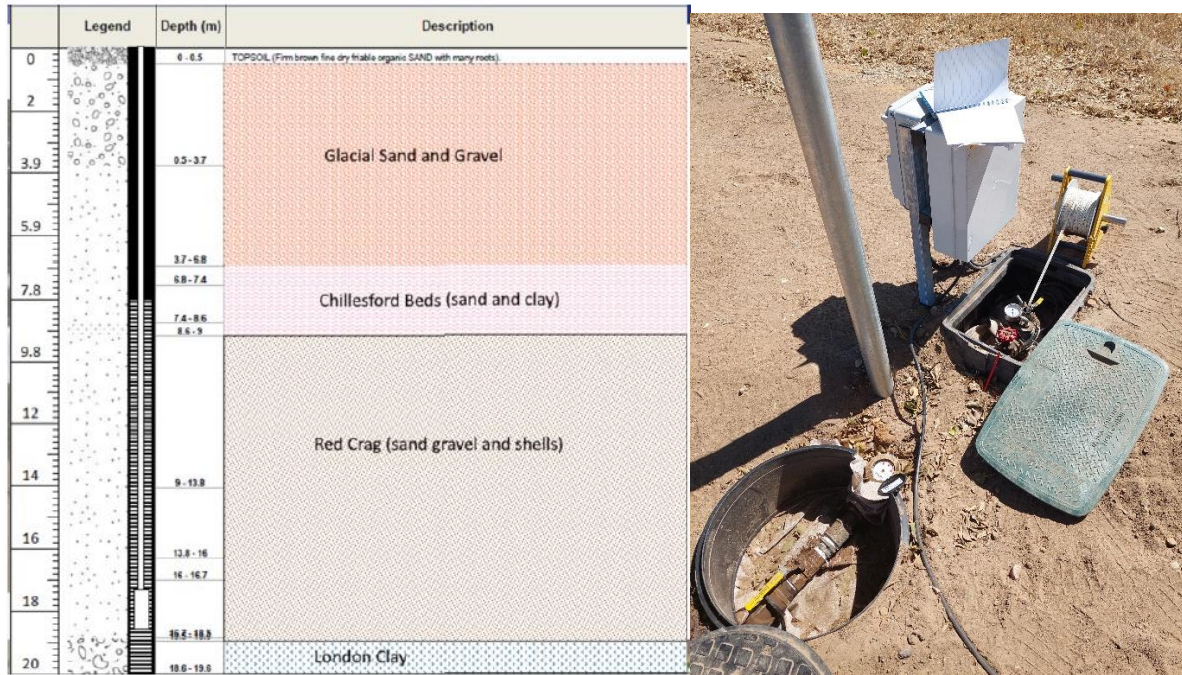 Legend Depth (m) Description
0
0 - 0.5 TOPSOIL (Firm brown fine dry friable organic SAND with many roots).
2
Glacial Sand and Gravel
3.9
0.5 - 3.7
5.9
3.7 - 6.8
6.8 - 7.4
7.8
Chillesford Beds (sand and clay)
7.4 - 8.6
8.6 - 9
9.8
12
Red Crag (sand gravel and shells)
14
9 - 13.8
16
13.8 - 16
16 - 16.7
18
London Clay
20
18.6 - 19.6